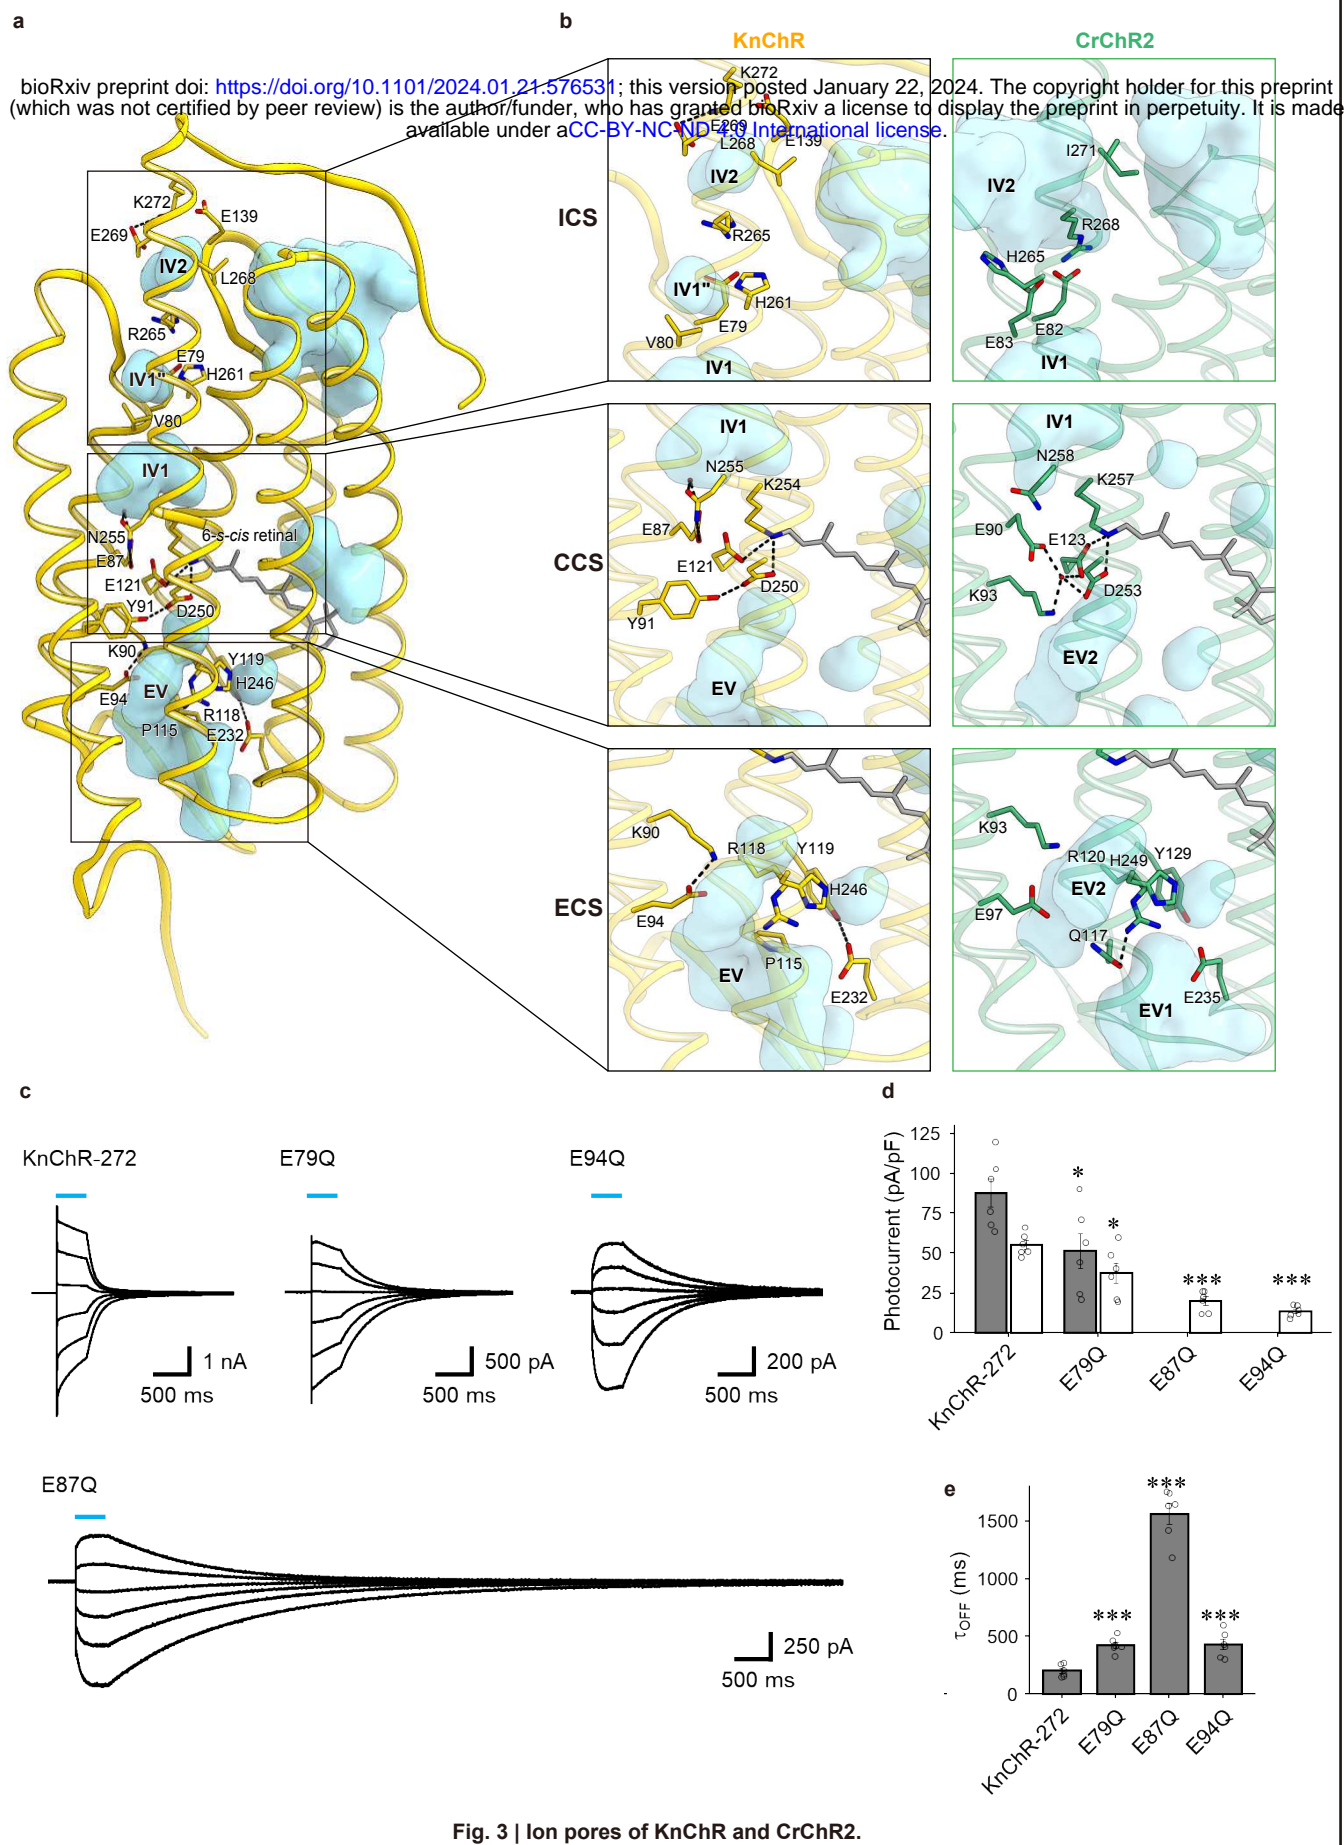 a
b
KnChR
CrChR2
bioRxiv preprint doi: https://doi.org/10.1101/2024.01.21.576531; this version posted January 22, 2024. The copyright holder for this preprint
(which was not certified by peer review) is the author/funder, who has granted bioRxiv a license to display the preprint in perpetuity. It is made
available under aCC-BY-NC-ND 4.0 International license.
K272
E139
E269
IV2
L268
R265
E79
IV1"
H261
V80
IV1
N255
6-s-cis retinal
E87
E121
Y91
D250
K90
Y119
H246
E94
EV
R118
P115
E232
ICS
K272
E269
L268
E139
IV2
R265
IV1"
H261
E79
V80
IV1
I271
IV2
R268
H265
E82
E83
IV1
CCS
IV1
N255
K254
E87
E121
D250
Y91
EV
IV1
N258
K257
E90
E123
K93
D253
EV2
ECS
K90
R118
Y119
H246
E94
P115
EV
E232
K93
R120
H249
Y129
EV2
E97
Q117
E235
EV1
c
KnChR-272
E79Q
E94Q
1 nA
500 ms
500 pA
500 ms
200 pA
500 ms
E87Q
250 pA
500 ms
d
Photocurrent (pA/pF)
125
100
75
50
25
0
*
*
***
***
KnChR-272
E79Q
E87Q
E94Q
e
τOFF (ms)
1500
1000
500
0
***
***
***
KnChR-272
E79Q
E87Q
E94Q
Fig. 3 | Ion pores of KnChR and CrChR2.